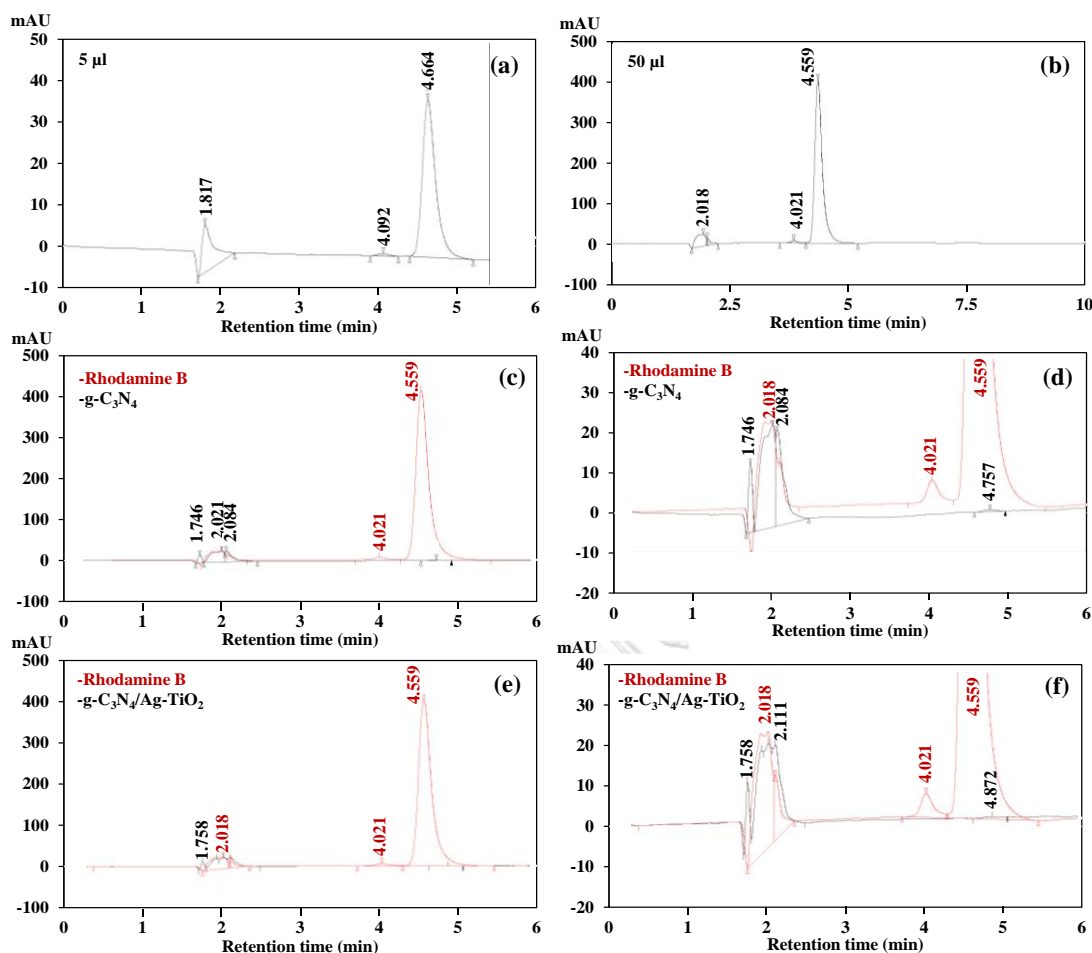 mAU
50
40
30
20
10
0
-10
5 µl
(a)
1.817
4.092
4.664
0 1 2 3 4 5 6
Retention time (min)
mAU
500
400
300
200
100
0
-100
50 µl
(b)
2.018
4.021
4.559
0 2.5 5 7.5 10
Retention time (min)
mAU
500
400
300
200
100
0
-100
-Rhodamine B
-g-C₃N₄
(c)
1.746
2.021
2.084
4.021
4.559
0 1 2 3 4 5 6
Retention time (min)
mAU
40
30
20
10
0
-10
-20
-Rhodamine B
-g-C₃N₄
(d)
1.746
2.018
2.084
4.021
4.559
4.757
0 1 2 3 4 5 6
Retention time (min)
mAU
500
400
300
200
100
0
-100
-Rhodamine B
-g-C₃N₄/Ag-TiO₂
(e)
1.758
2.018
4.021
4.559
0 1 2 3 4 5 6
Retention time (min)
mAU
40
30
20
10
0
-10
-20
-Rhodamine B
-g-C₃N₄/Ag-TiO₂
(f)
1.758
2.018
2.111
4.021
4.559
4.872
0 1 2 3 4 5 6
Retention time (min)